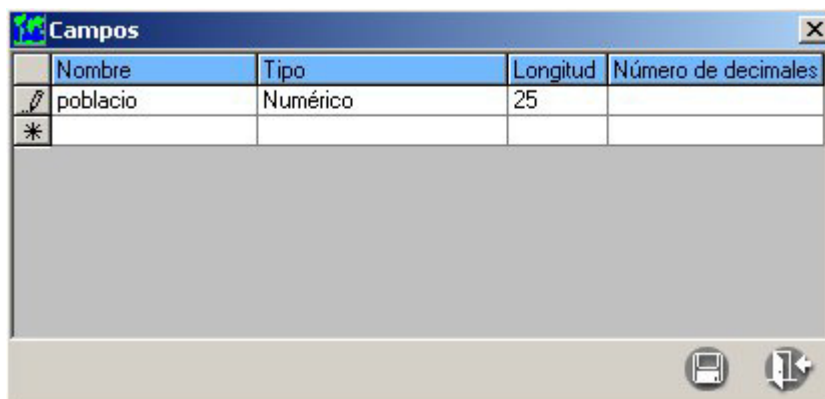 Campos
Nombre Tipo Longitud Número de decimales
poblacio Numérico 25